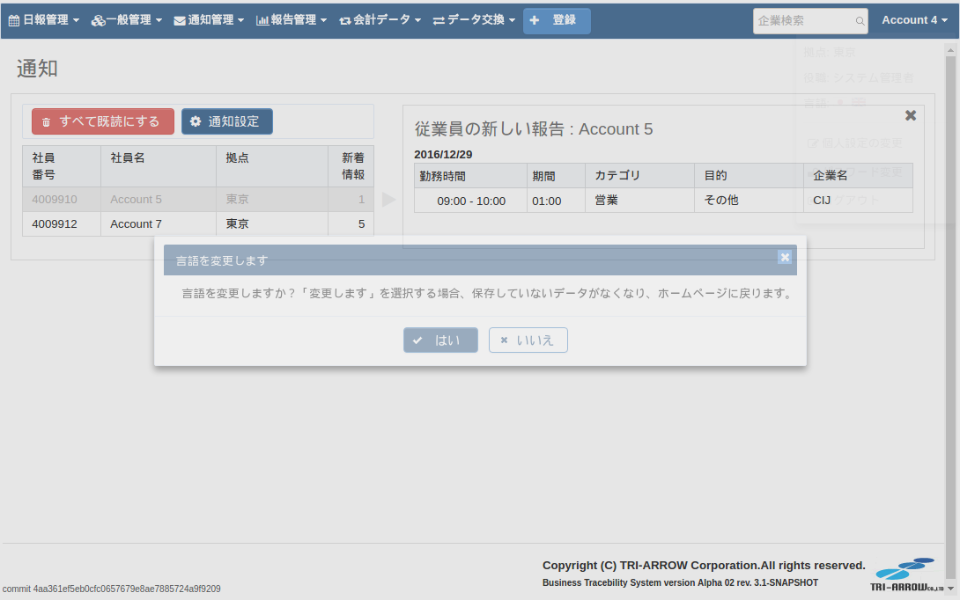 日報管理 一般管理 通知管理 報告管理 会計データ データ交換 登録 企業検索 Account 4
通知
すべて既読にする 通知設定
社員番号 社員名 拠点 新着情報
4009910 Account 5 東京 1
4009912 Account 7 東京 5
従業員の新しい報告 : Account 5
2016/12/29
勤務時間 期間 カテゴリ 目的 企業名
09:00 - 10:00 01:00 営業 その他 CIJ
言語を変更します
言語を変更しますか？「変更します」を選択する場合、保存していないデータがなくなり、ホームページに戻ります。
はい いいえ
Copyright (C) TRI-ARROW Corporation.All rights reserved.
Business Tracebility System version Alpha 02 rev. 3.1-SNAPSHOT
TRI-ARROW CO.,LTD
commit 4aa361ef5eb0cfc0657679e8ae7885724a9f9209